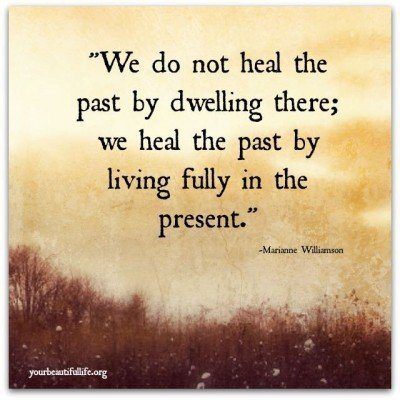 "We do not heal the
past by dwelling there;
we heal the past by
living fully in the
present."
-Marianne Williamson
yourbeautifullife.org